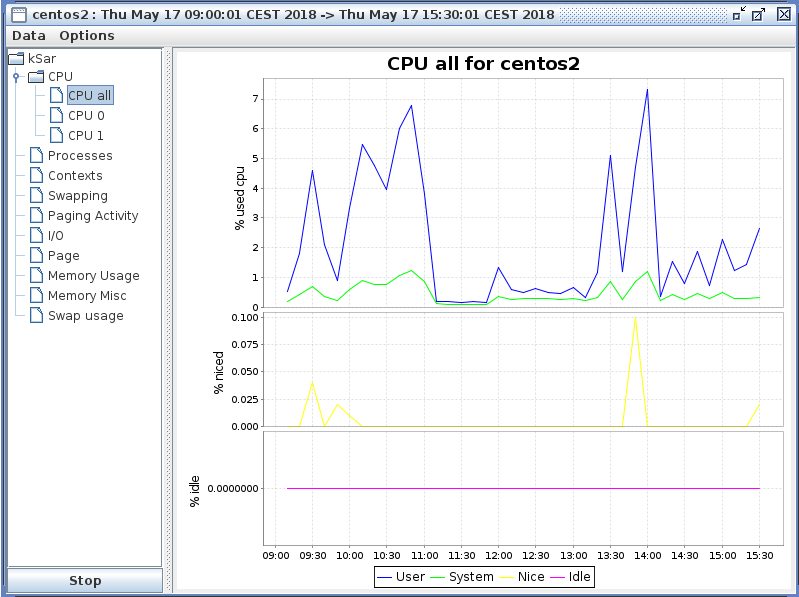 centos2 : Thu May 17 09:00:01 CEST 2018 -> Thu May 17 15:30:01 CEST 2018
Data Options
kSar
CPU
CPU all
CPU 0
CPU 1
Processes
Contexts
Swapping
Paging Activity
I/O
Page
Memory Usage
Memory Misc
Swap usage
Stop
CPU all for centos2
% used cpu
7
6
5
4
3
2
1
0
% niced
0.100
0.075
0.050
0.025
0.000
% idle
0.0000000
09:00 09:30 10:00 10:30 11:00 11:30 12:00 12:30 13:00 13:30 14:00 14:30 15:00 15:30
User System Nice Idle